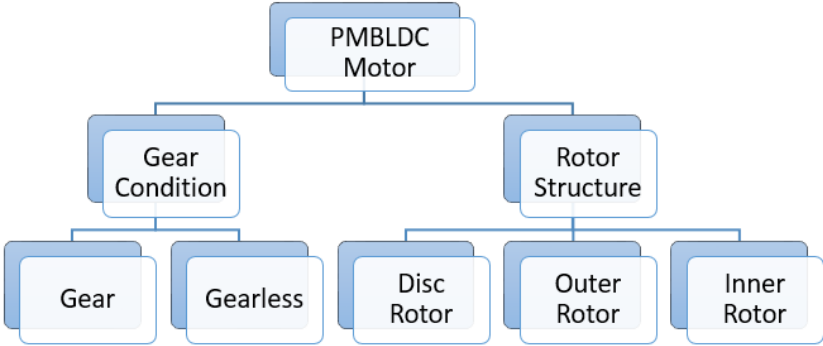 PMBLDC
Motor
Gear
Condition
Rotor
Structure
Gear
Gearless
Disc
Rotor
Outer
Rotor
Inner
Rotor